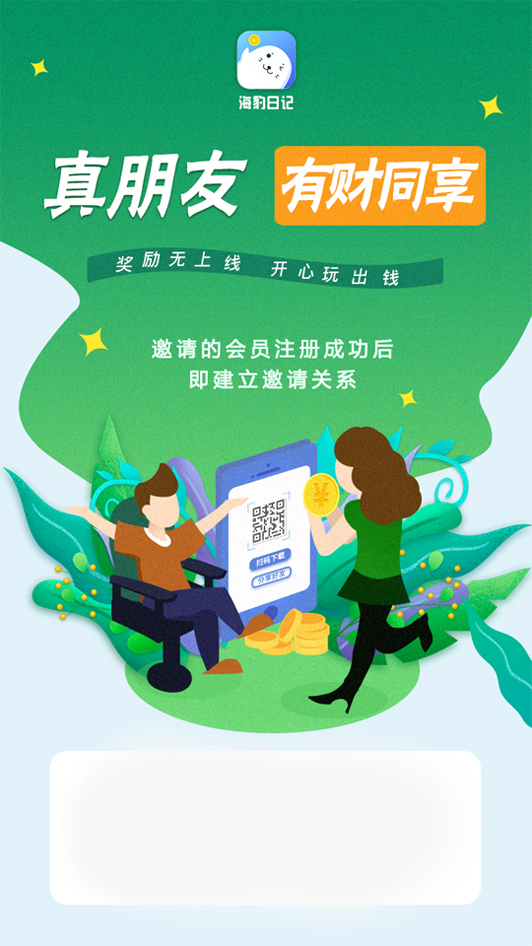 海豹日记
真朋友 有财同享
奖励无上线 开心玩出钱
邀请的会员注册成功后
即建立邀请关系
¥
扫码下载
分享好友